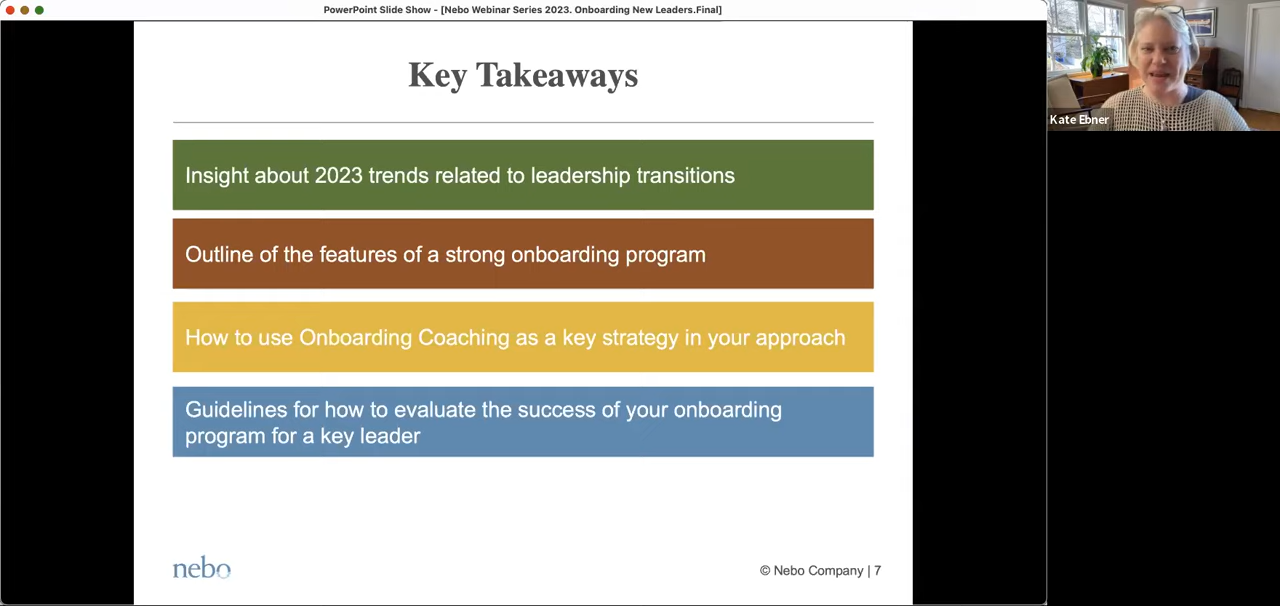 PowerPoint Slide Show - [Nebo Webinar Series 2023. Onboarding New Leaders.Final]
Key Takeaways
Insight about 2023 trends related to leadership transitions
Outline of the features of a strong onboarding program
How to use Onboarding Coaching as a key strategy in your approach
Guidelines for how to evaluate the success of your onboarding
program for a key leader
nebo
© Nebo Company | 7
Kate Ebner